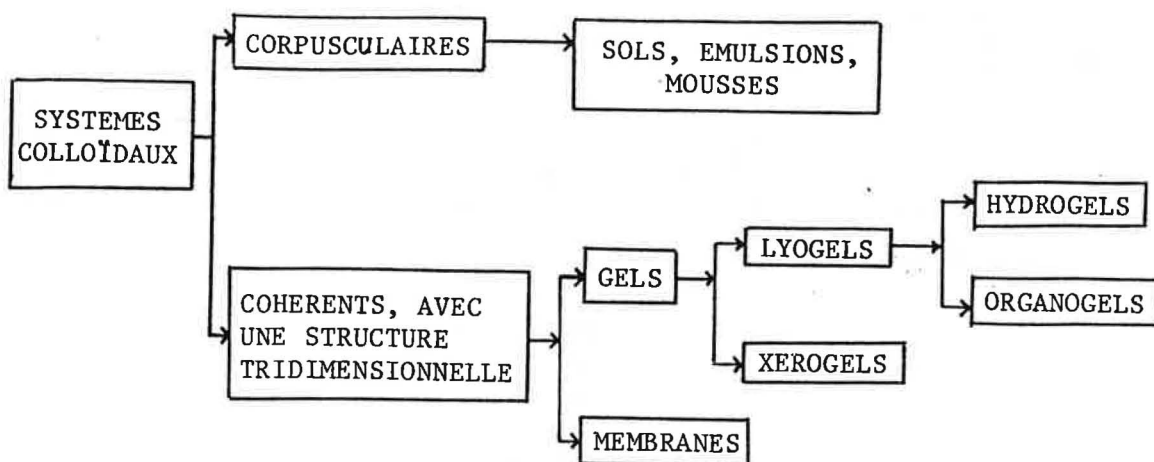 SYSTEMES
COLLOÏDAUX
CORPUSCULAIRES
SOLS, EMULSIONS,
MOUSSES
COHERENTS, AVEC
UNE STRUCTURE
TRIDIMENSIONNELLE
GELS
MEMBRANES
LYOGELS
XEROGELS
HYDROGELS
ORGANOGELS